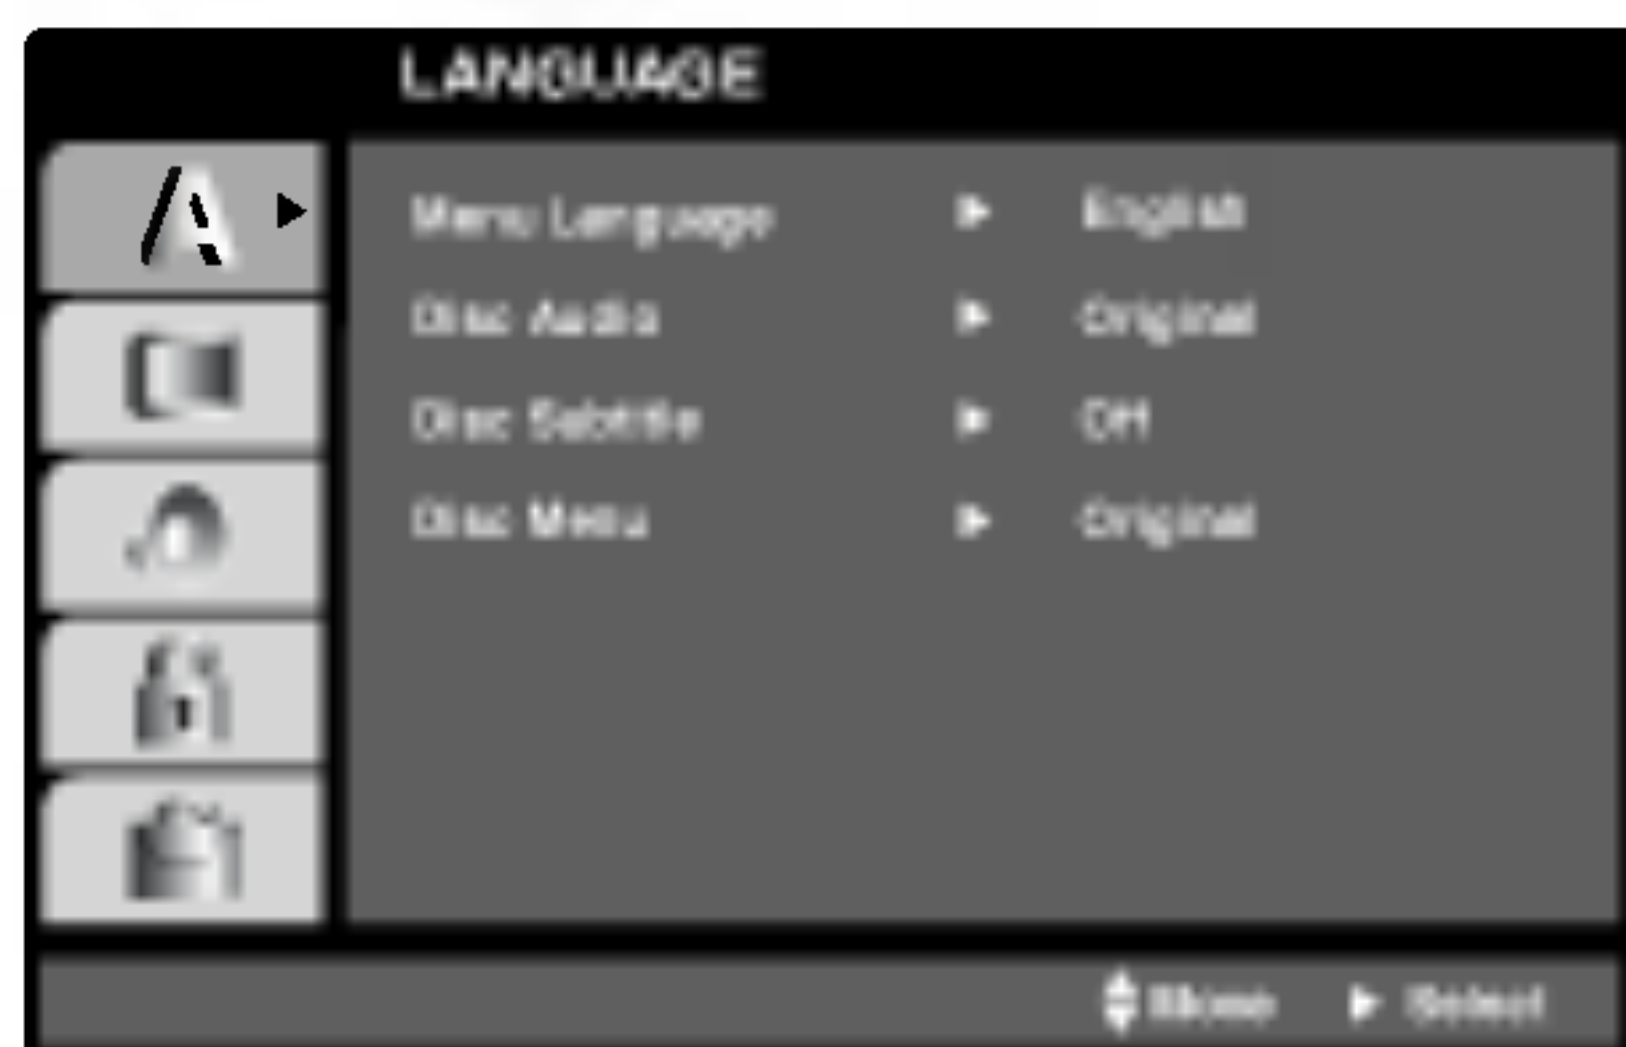 LANGUAGE
Menu Language ▶ English
Disc Audio ▶ Original
Disc Subtitle ▶ Off
Disc Menu ▶ Original
Move ▶ Select